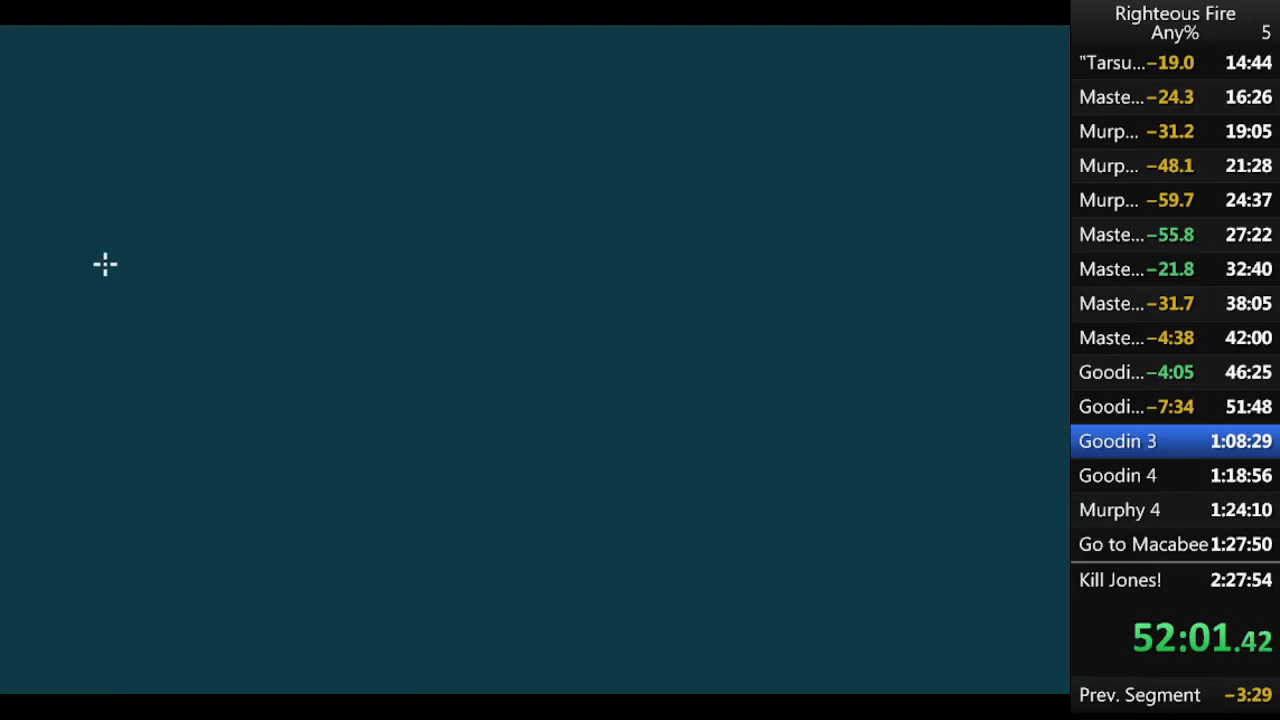 Righteous Fire
Any% 5
"Tarsu... −19.0 14:44
Maste... −24.3 16:26
Murp... −31.2 19:05
Murp... −48.1 21:28
Murp... −59.7 24:37
Maste... −55.8 27:22
Maste... −21.8 32:40
Maste... −31.7 38:05
Maste... −4:38 42:00
Goodi... −4:05 46:25
Goodi... −7:34 51:48
Goodin 3 1:08:29
Goodin 4 1:18:56
Murphy 4 1:24:10
Go to Macabee 1:27:50
Kill Jones! 2:27:54
52:01.42
Prev. Segment −3:29